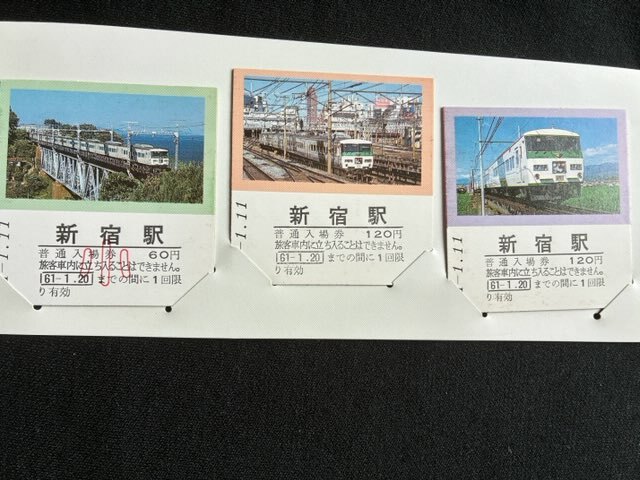 新宿駅
普通入場券 60円
旅客車内に立ち入ることはできません。
61-1.20 までの間に1回限
り有効
-1.11
小
新宿駅
普通入場券 120円
旅客車内に立ち入ることはできません。
61-1.20 までの間に1回限
り有効
-1.11
新宿駅
普通入場券 120円
旅客車内に立ち入ることはできません。
61-1.20 までの間に1回限
り有効
-1.11